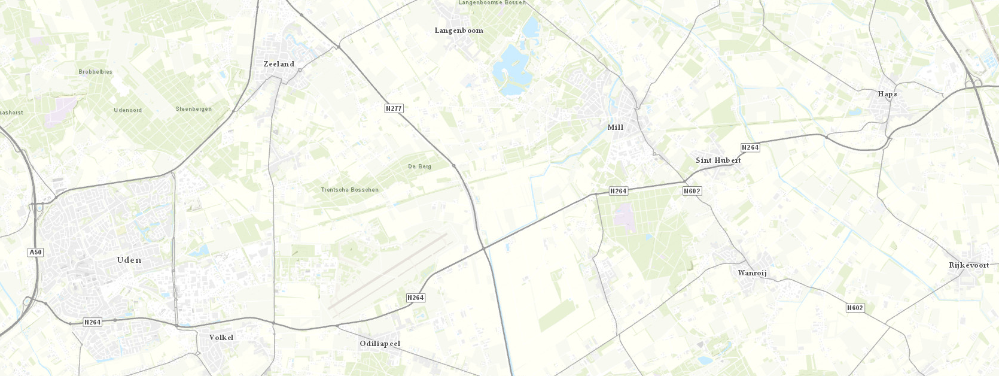 Langenboomse Bossen
Langenboom
Zeeland
Brobbelbies
Haps
Steenbergen
Udenoord
aashorst
N277
Mill
N264
Sint Hubert
De Berg
Trentsche Bosschen
N264
N602
A50
Uden
Rijkevoort
Wanroij
N264
N602
N264
Volkel
Odiliapeel